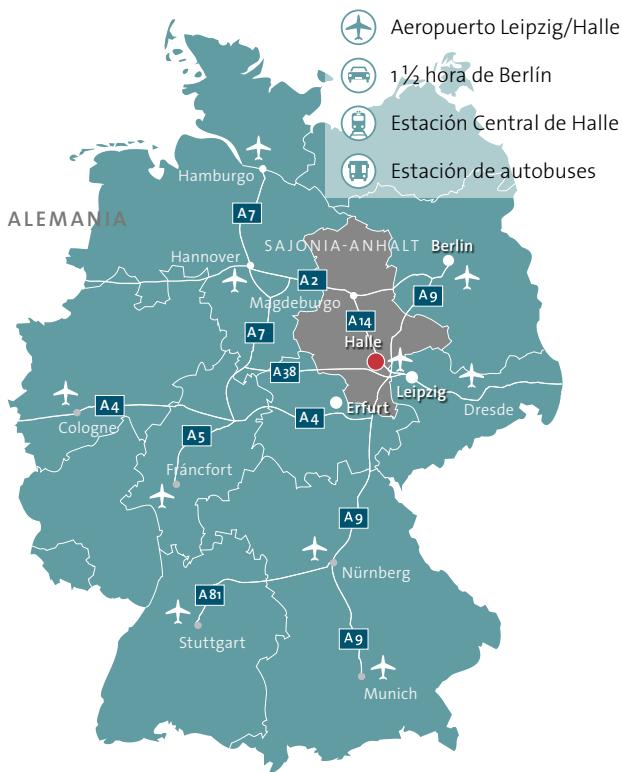 Aeropuerto Leipzig/Halle
1 ½ hora de Berlín
Estación Central de Halle
Estación de autobuses
Hamburgo
A7
ALEMANIA
SAJONIA-ANHALT
Berlin
Hannover
A2
A9
Magdeburgo
A14
A7
Halle
A38
Leipzig
A4
Erfurt
Dresde
Cologne
A4
A5
Fráncfort
A9
Nürnberg
A81
Stuttgart
A9
Munich